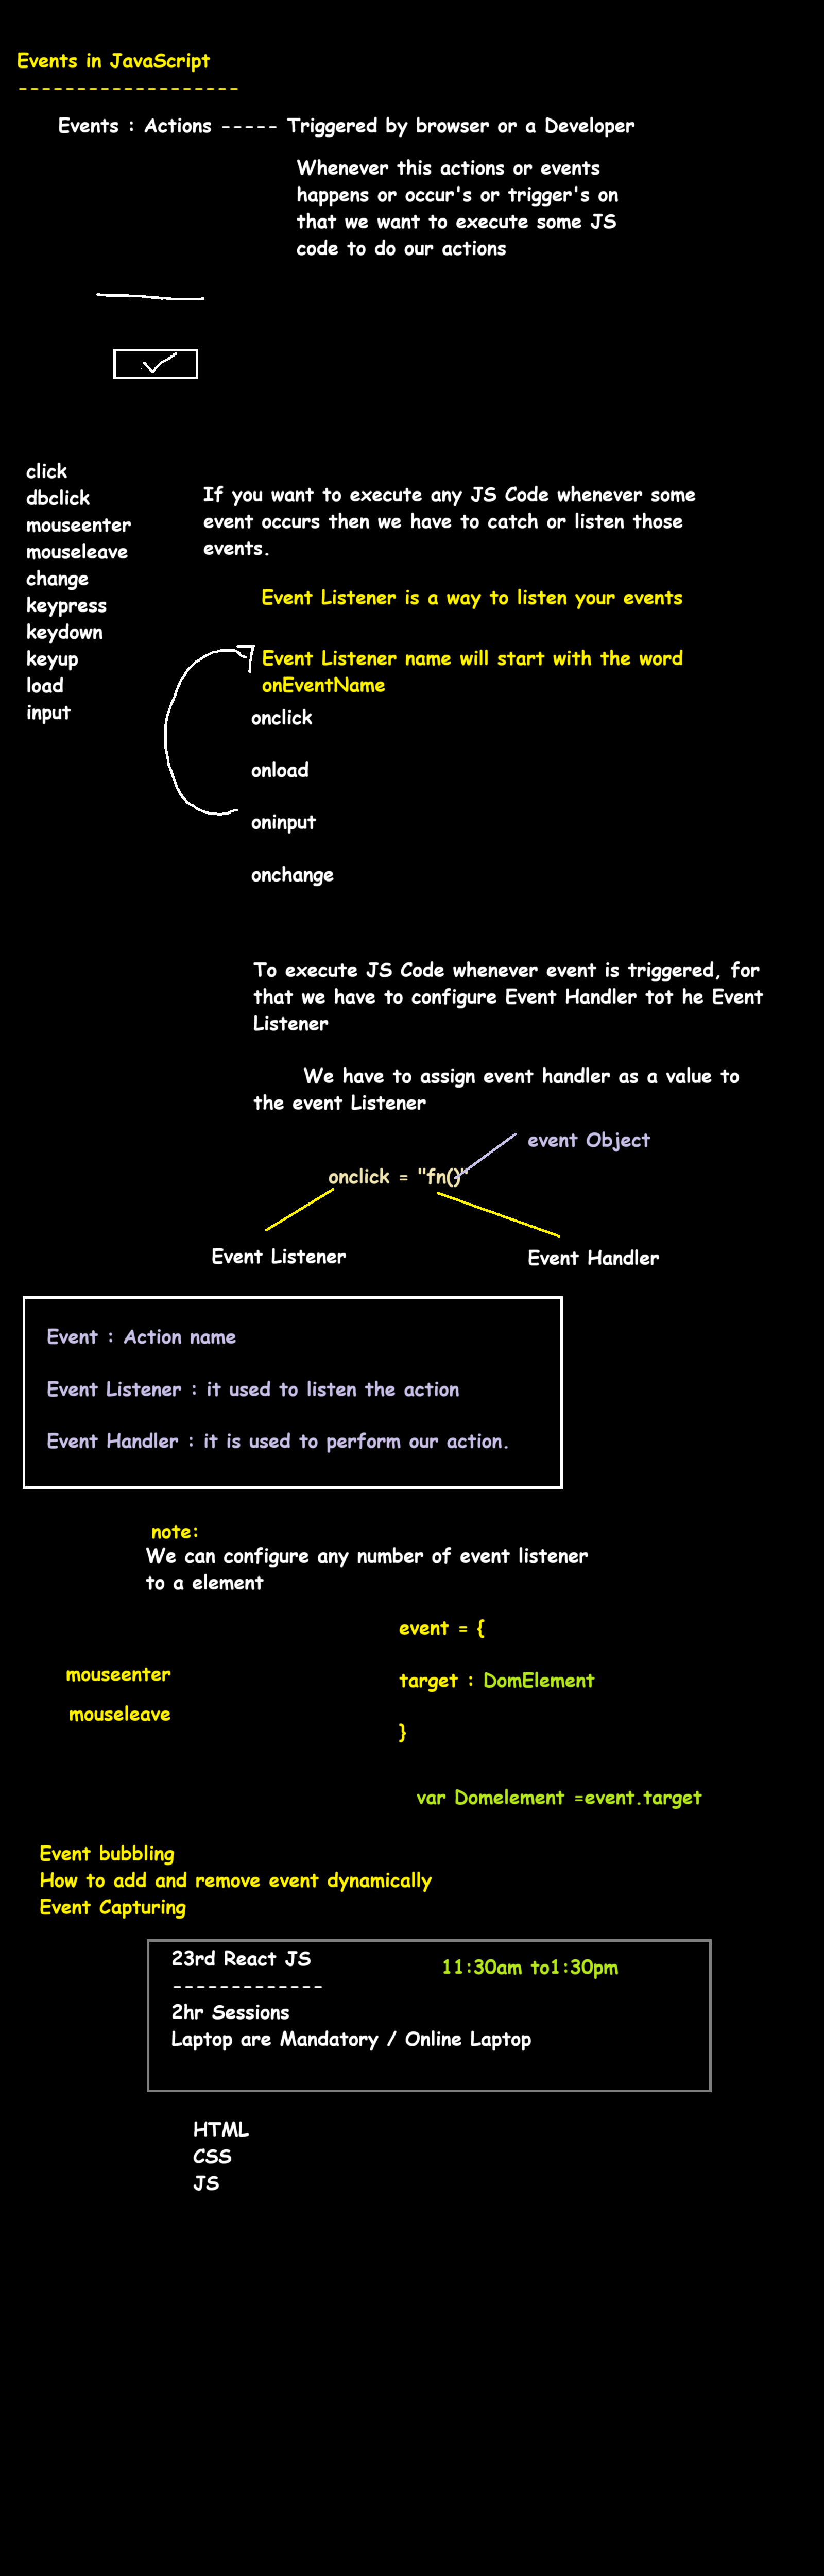 Events in JavaScript
-------------------
Events : Actions ----- Triggered by browser or a Developer
Whenever this actions or events
happens or occur's or trigger's on
that we want to execute some JS
code to do our actions
click
dbclick
mouseenter
mouseleave
change
keypress
keydown
keyup
load
input
If you want to execute any JS Code whenever some
event occurs then we have to catch or listen those
events.
Event Listener is a way to listen your events
Event Listener name will start with the word
onEventName
onclick
onload
oninput
onchange
To execute JS Code whenever event is triggered, for
that we have to configure Event Handler tot he Event
Listener
We have to assign event handler as a value to
the event Listener
event Object
onclick = "fn()"
Event Listener
Event Handler
Event : Action name
Event Listener : it used to listen the action
Event Handler : it is used to perform our action.
note:
We can configure any number of event listener
to a element
event = {
mouseenter
target : DomElement
mouseleave
}
var Domelement =event.target
Event bubbling
How to add and remove event dynamically
Event Capturing
23rd React JS
11:30am to1:30pm
-------------
2hr Sessions
Laptop are Mandatory / Online Laptop
HTML
CSS
JS